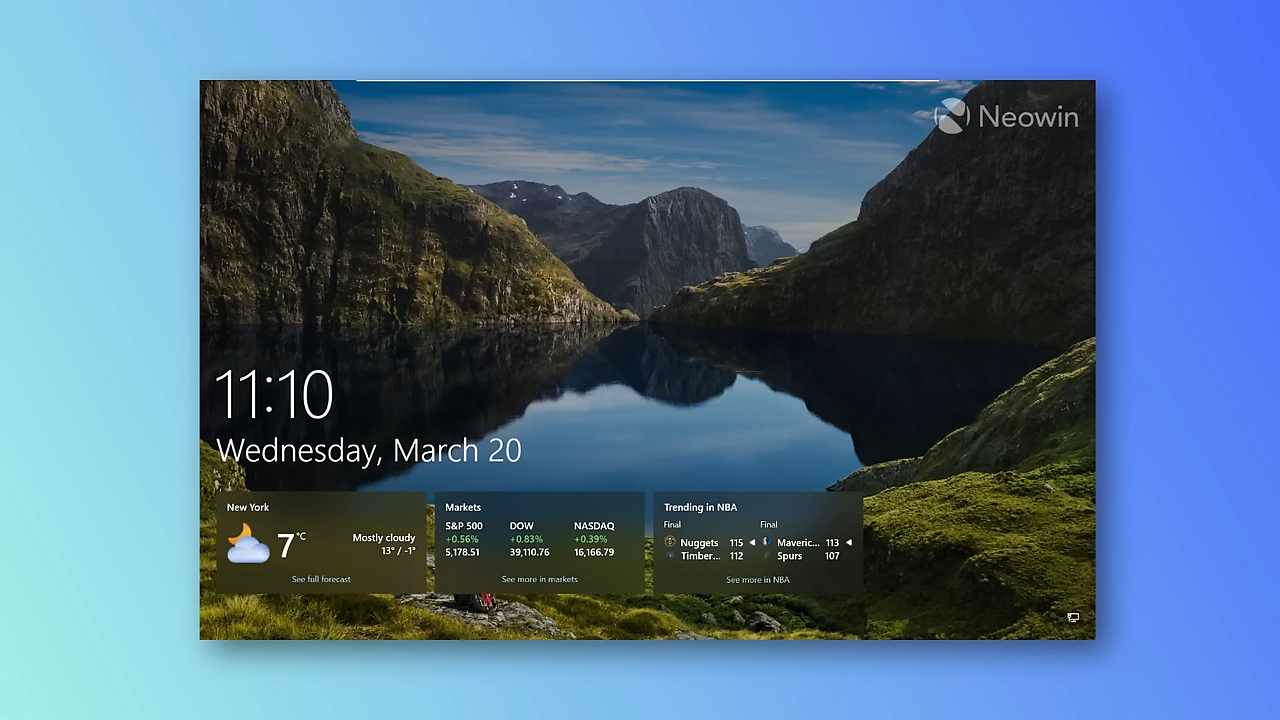 Neowin
11:10
Wednesday, March 20
New York
7°C
Mostly cloudy
13° / -1°
See full forecast
Markets
S&P 500 DOW NASDAQ
+0.56% +0.83% +0.39%
5,178.51 39,110.76 16,166.79
See more in markets
Trending in NBA
Final Final
Nuggets 115 ◀ Maveric... 113 ◀
Timber... 112 Spurs 107
See more in NBA